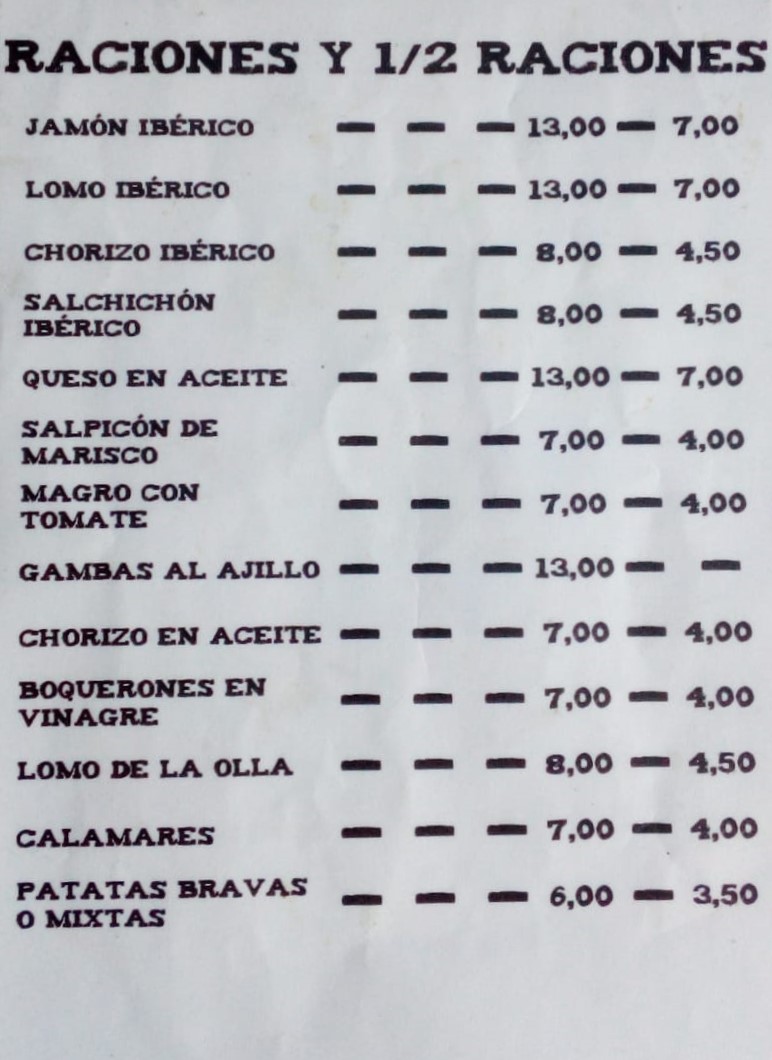 RACIONES Y 1/2 RACIONES
JAMÓN IBÉRICO — — — 13,00 — 7,00
LOMO IBÉRICO — — — 13,00 — 7,00
CHORIZO IBÉRICO — — — 8,00 — 4,50
SALCHICHÓN
IBÉRICO — — — 8,00 — 4,50
QUESO EN ACEITE — — — 13,00 — 7,00
SALPICÓN DE
MARISCO — — — 7,00 — 4,00
MAGRO CON
TOMATE — — — 7,00 — 4,00
GAMBAS AL AJILLO — — — 13,00 — —
CHORIZO EN ACEITE — — — 7,00 — 4,00
BOQUERONES EN
VINAGRE — — — 7,00 — 4,00
LOMO DE LA OLLA — — — 8,00 — 4,50
CALAMARES — — — 7,00 — 4,00
PATATAS BRAVAS
O MIXTAS — — — 6,00 — 3,50